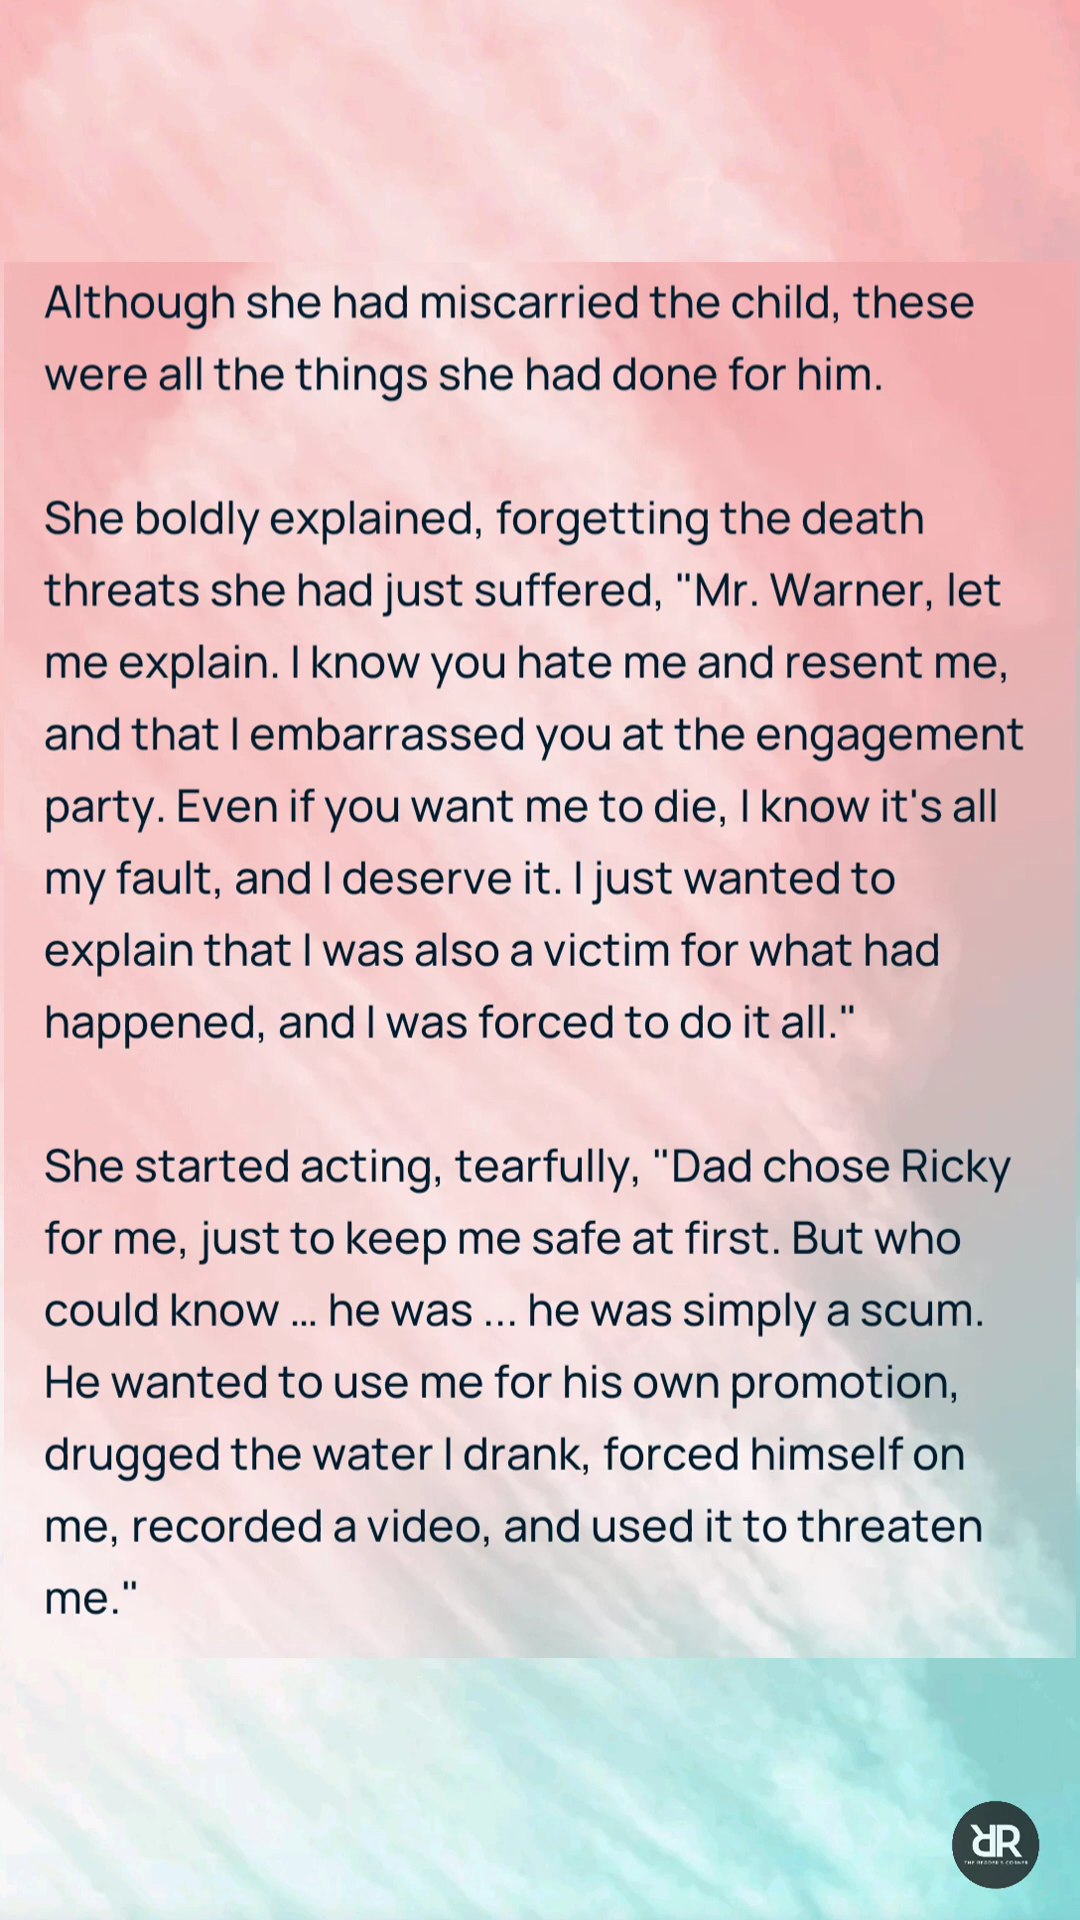 Although she had miscarried the child, these
were all the things she had done for him.
She boldly explained, forgetting the death
threats she had just suffered, "Mr. Warner, let
me explain. I know you hate me and resent me,
and that I embarrassed you at the engagement
party. Even if you want me to die, I know it's all
my fault, and I deserve it. I just wanted to
explain that I was also a victim for what had
happened, and I was forced to do it all."
She started acting, tearfully, "Dad chose Ricky
for me, just to keep me safe at first. But who
could know ... he was ... he was simply a scum.
He wanted to use me for his own promotion,
drugged the water I drank, forced himself on
me, recorded a video, and used it to threaten
me."
RR
THE READER'S CORNER